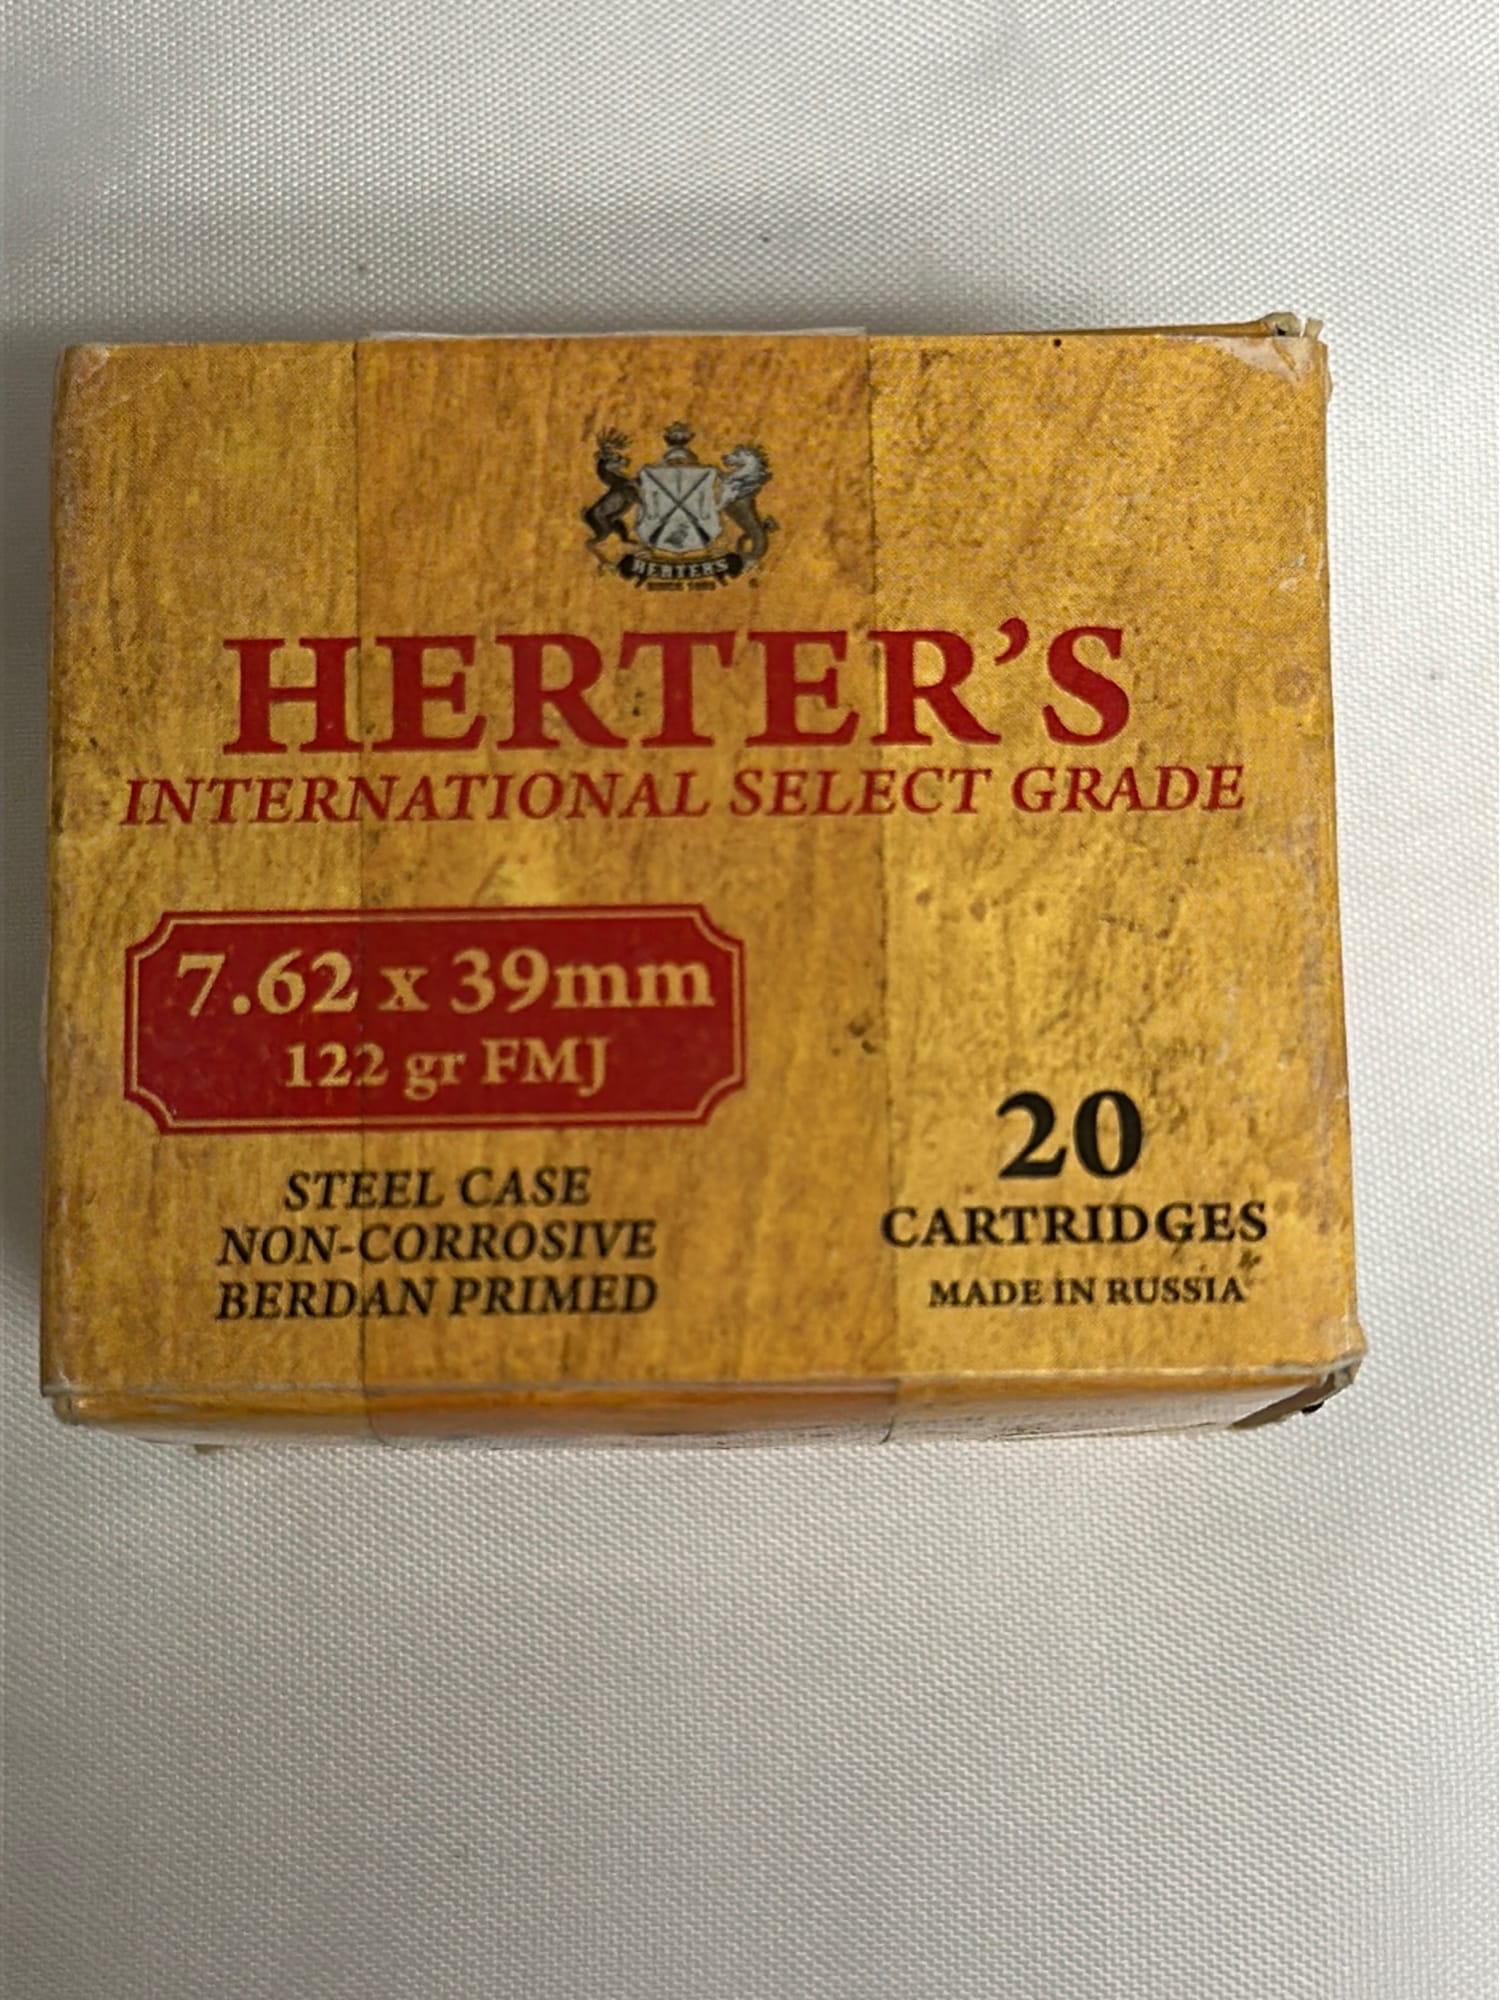 HERTER'S
HERTER'S
INTERNATIONAL SELECT GRADE
7.62 x 39mm
122 gr FMJ
STEEL CASE
NON-CORROSIVE
BERDAN PRIMED
20
CARTRIDGES
MADE IN RUSSIA